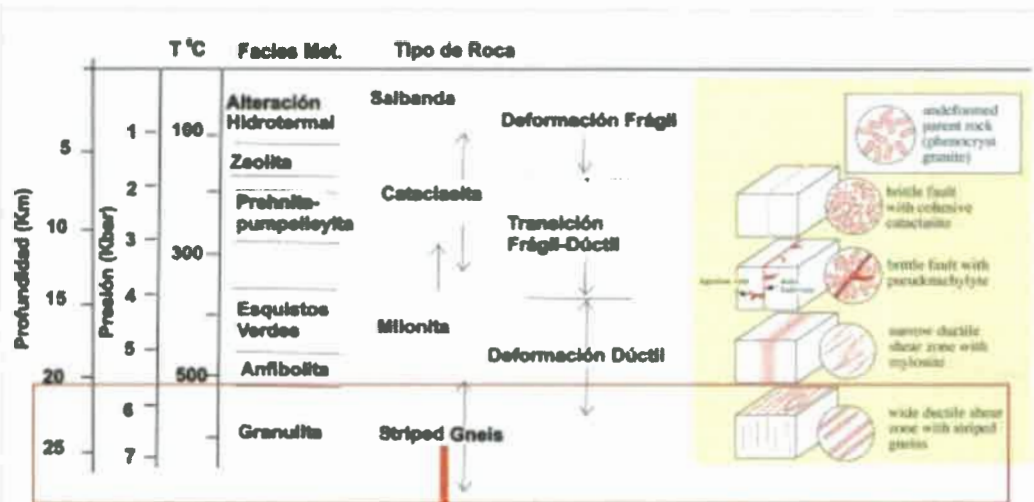 T °C
Facies Met.
Tipo de Roca
Profundidad (Km)
5
10
15
20
25
Presión (Kbar)
1
2
3
4
5
6
7
100
300
500
Alteración
Hidrotermal
Zeolita
Prehnita-
pumpelleyita
Esquistos
Verdes
Anfibolita
Granulita
Salbanda
Cataclasita
Milonita
Striped Gneis
Deformación Frágil
Transición
Frágil-Dúctil
Deformación Dúctil
undeformed
parent rock
(phenocryst
granite)
brittle fault
with cohesive
cataclasite
brittle fault with
pseudotachylyte
narrow ductile
shear zone with
mylonite
wide ductile shear
zone with striped
gneiss